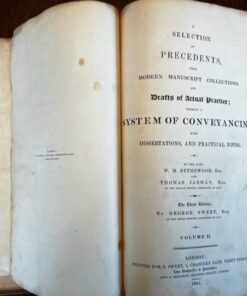 A
SELECTION
OF
PRECEDENTS,
FROM
MODERN MANUSCRIPT COLLECTIONS,
AND
Drafts of Actual Practice;
FORMING A
SYSTEM OF CONVEYANCIN
WITH
DISSERTATIONS, AND PRACTICAL NOTES.
BY THE LATE
W. M. BYTHEWOOD, Esq.
AND
THOMAS JARMAN, Esq.
The Third Edition,
BY GEORGE SWEET, Esq.
VOLUME II.
LONDON:
PRINTED FOR S. SWEET, 1, CHANCERY LANE, FLEET STREET
1841.